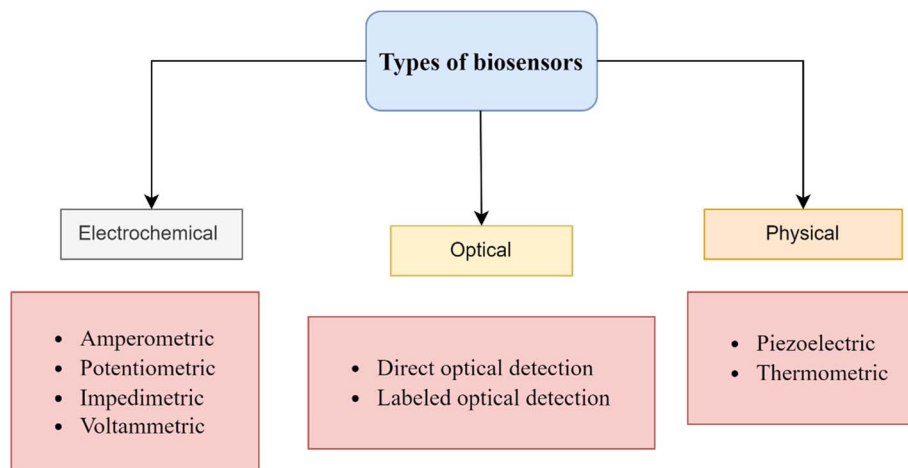 Types of biosensors
Electrochemical
Optical
Physical
• Amperometric
• Potentiometric
• Impedimetric
• Voltammetric
• Direct optical detection
• Labeled optical detection
• Piezoelectric
• Thermometric